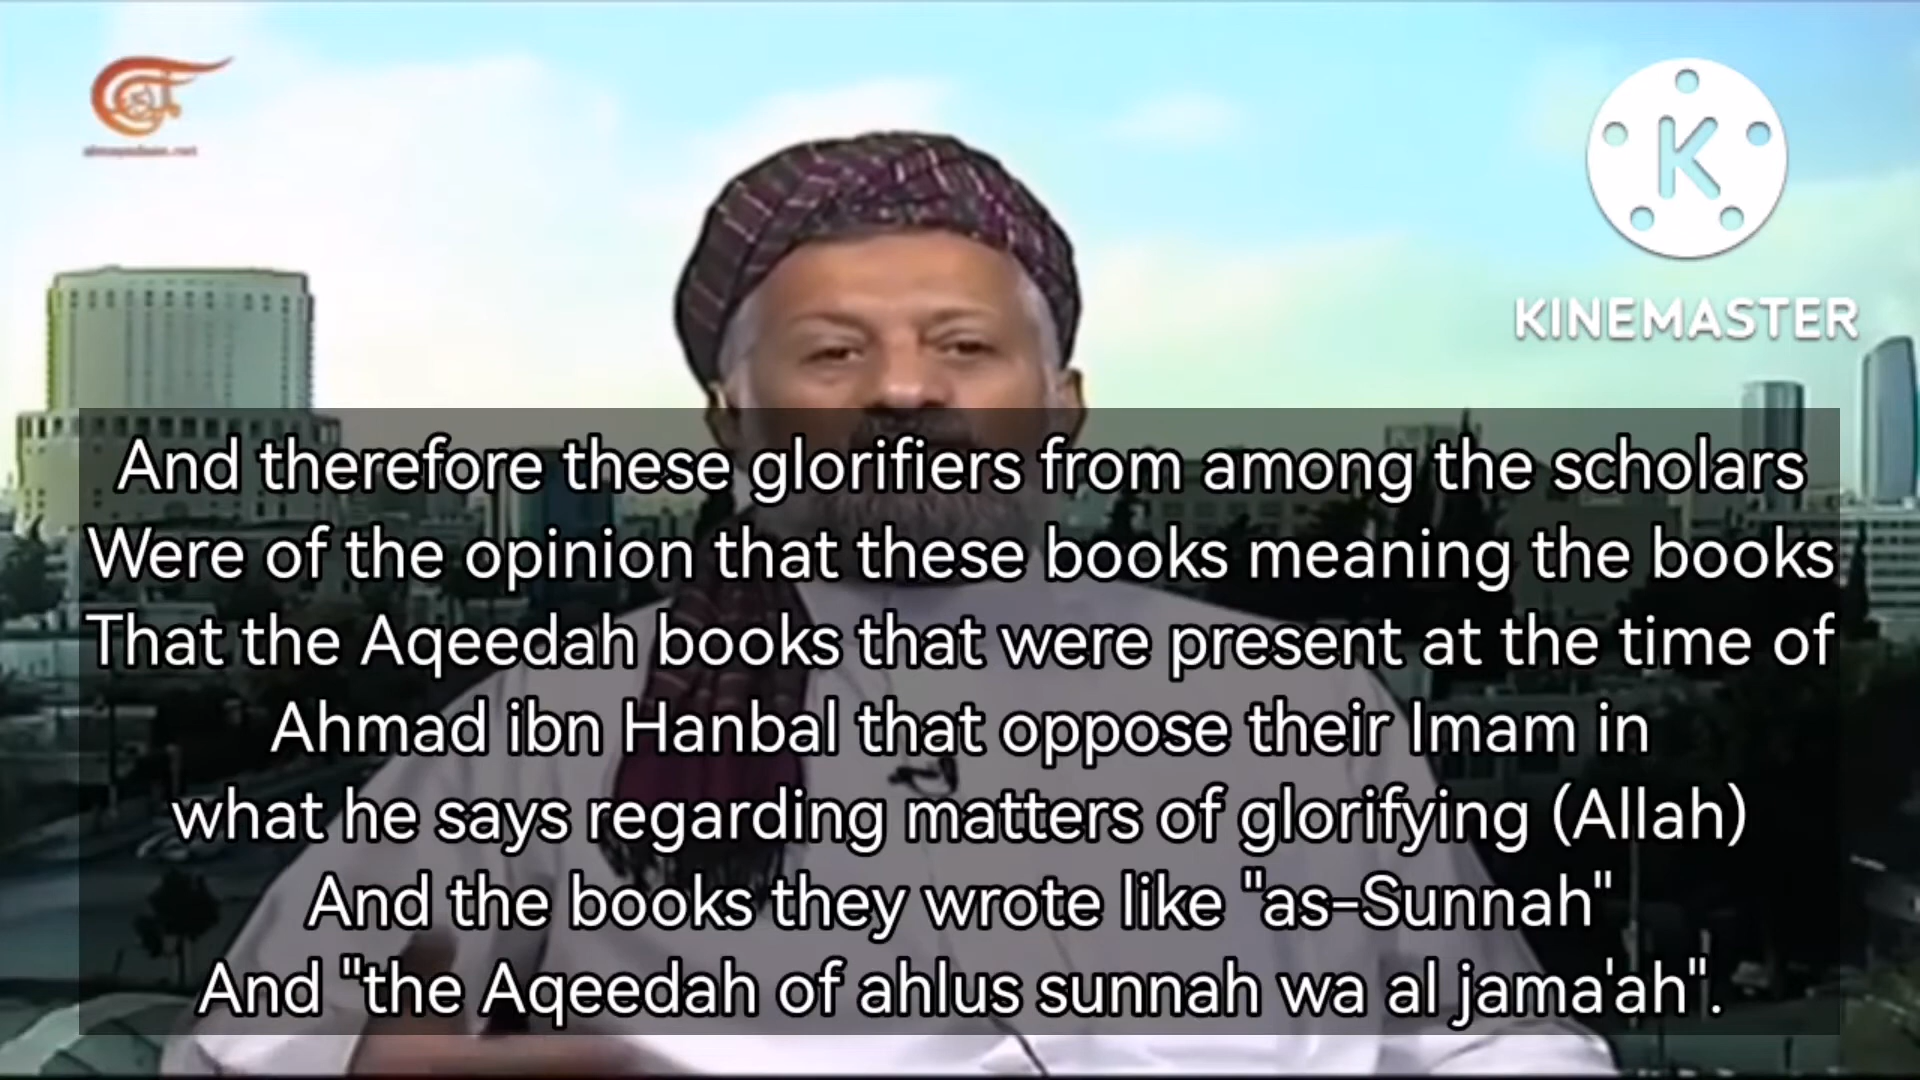 KINEMASTER
And therefore these glorifiers from among the scholars
Were of the opinion that these books meaning the books
That the Aqeedah books that were present at the time of
Ahmad ibn Hanbal that oppose their Imam in
what he says regarding matters of glorifying (Allah)
And the books they wrote like "as-Sunnah"
And "the Aqeedah of ahlus sunnah wa al jama'ah".